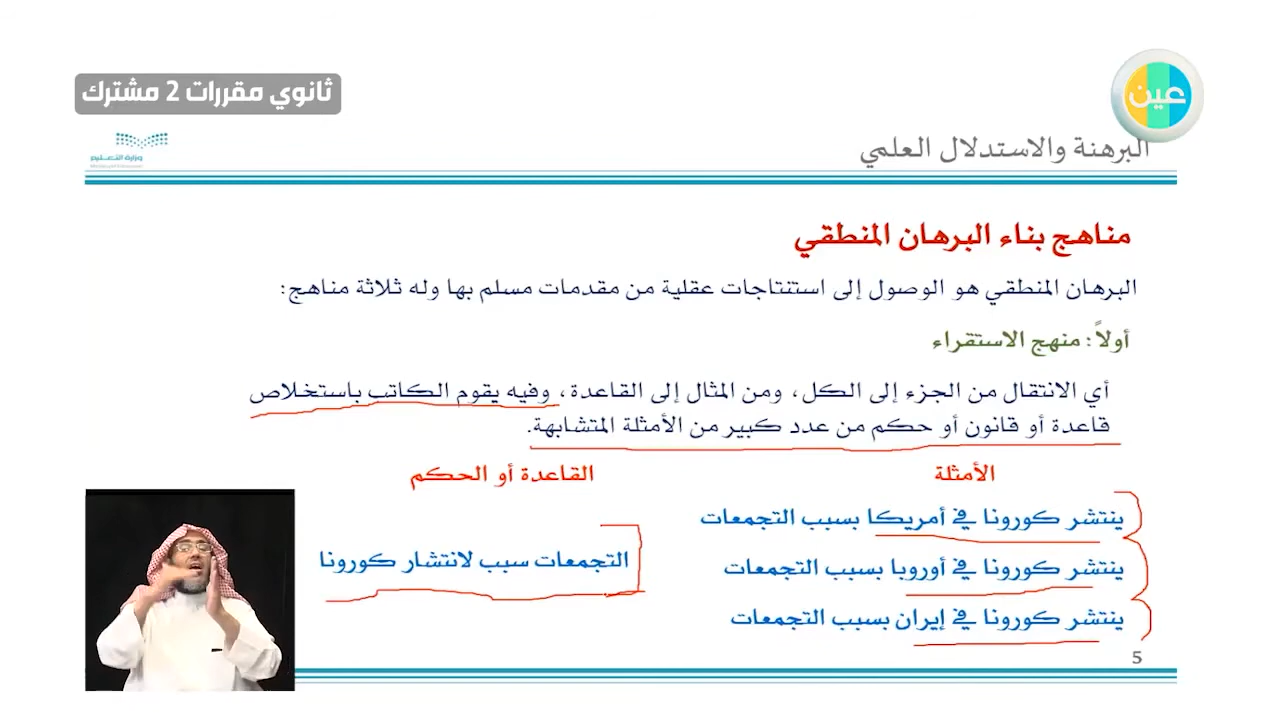 ثانوي مقررات 2 مشترك
عين
وزارة التعليم
البرهنة والاستدلال العلمي
مناهج بناء البرهان المنطقي
البرهان المنطقي هو الوصول إلى استنتاجات عقلية من مقدمات مسلم بها وله ثلاثة مناهج:
أولاً: منهج الاستقراء
أي الانتقال من الجزء إلى الكل، ومن المثال إلى القاعدة، وفيه يقوم الكاتب باستخلاص
قاعدة أو قانون أو حكم من عدد كبير من الأمثلة المتشابهة.
الأمثلة
القاعدة أو الحكم
ينتشر كورونا في أمريكا بسبب التجمعات
ينتشر كورونا في أوروبا بسبب التجمعات
ينتشر كورونا في إيران بسبب التجمعات
التجمعات سبب لانتشار كورونا
5